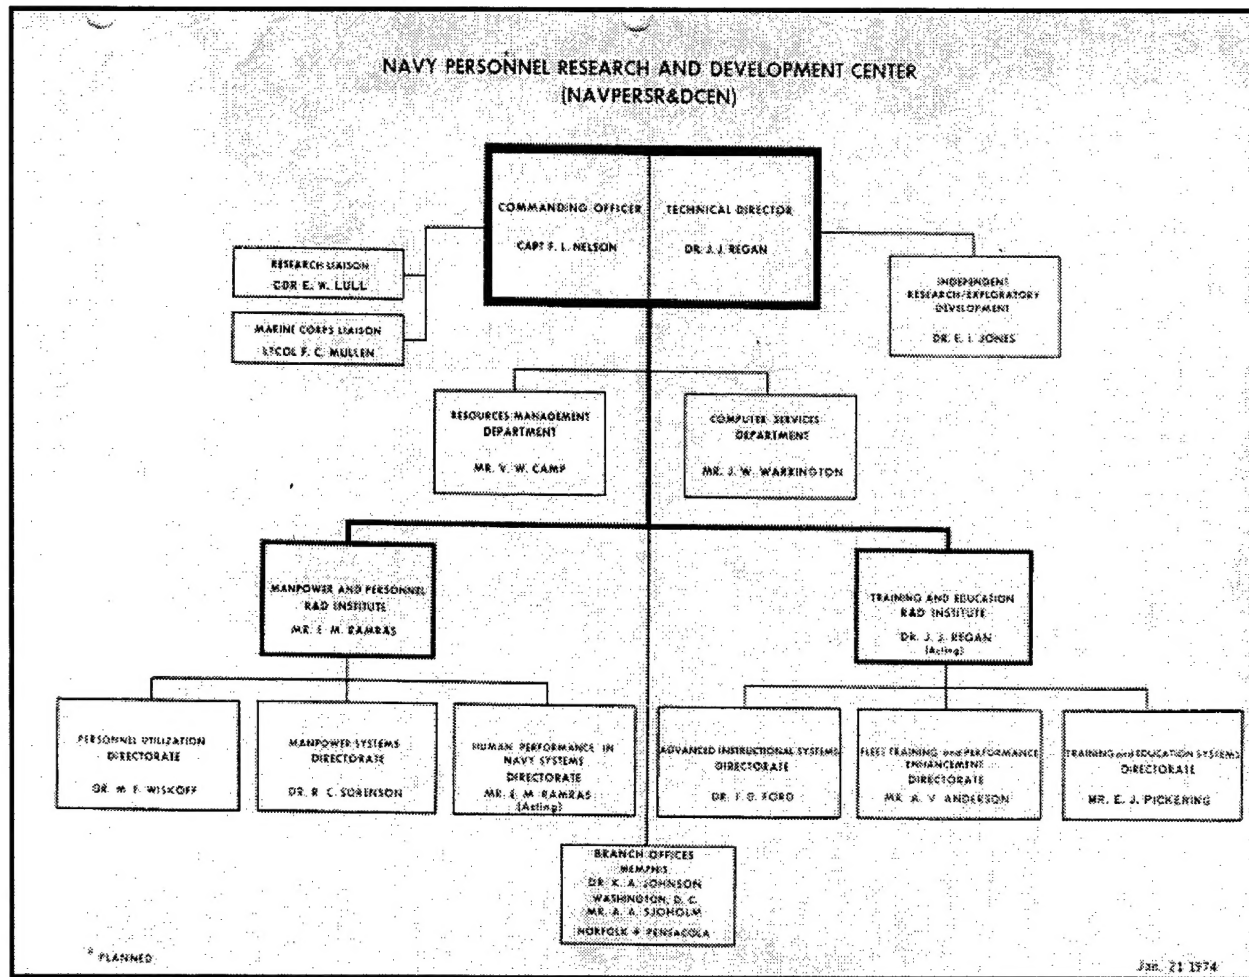 NAVY PERSONNEL RESEARCH AND DEVELOPMENT CENTER
(NAVPERSR&DCEN)
COMMANDING OFFICER
CAPT F. L. NELSON
TECHNICAL DIRECTOR
DR. J. J. REGAN
RESEARCH LIAISON
CDR E. W. LULL
MARINE CORPS LIAISON
LTCOL F. C. MULLEN
INDEPENDENT
RESEARCH/EXPLORATORY
DEVELOPMENT
DR. E. I. JONES
RESOURCES MANAGEMENT
DEPARTMENT
MR. V. W. CAMP
COMPUTER SERVICES
DEPARTMENT
MR. J. W. WARRINGTON
MANPOWER AND PERSONNEL
R&D INSTITUTE
MR. E. M. RAMRAS
TRAINING AND EDUCATION
R&D INSTITUTE
DR. J. J. REGAN
(Acting)
PERSONNEL UTILIZATION
DIRECTORATE
DR. M. F. WISKOFF
MANPOWER SYSTEMS
DIRECTORATE
DR. R. C. SORENSON
HUMAN PERFORMANCE IN
NAVY SYSTEMS
DIRECTORATE
MR. E. M. RAMRAS
(Acting)
ADVANCED INSTRUCTIONAL SYSTEMS
DIRECTORATE
DR. J. D. FORD
FLEET TRAINING and PERFORMANCE
ENHANCEMENT
DIRECTORATE
MR. A. V. ANDERSON
TRAINING and EDUCATION SYSTEMS
DIRECTORATE
MR. E. J. PICKERING
BRANCH OFFICES
MEMPHIS
DR. K. A. JOHNSON
WASHINGTON, D. C.
MR. A. A. SJOHOLM
NORFOLK * PENSACOLA
* PLANNED
Jan. 21 1974